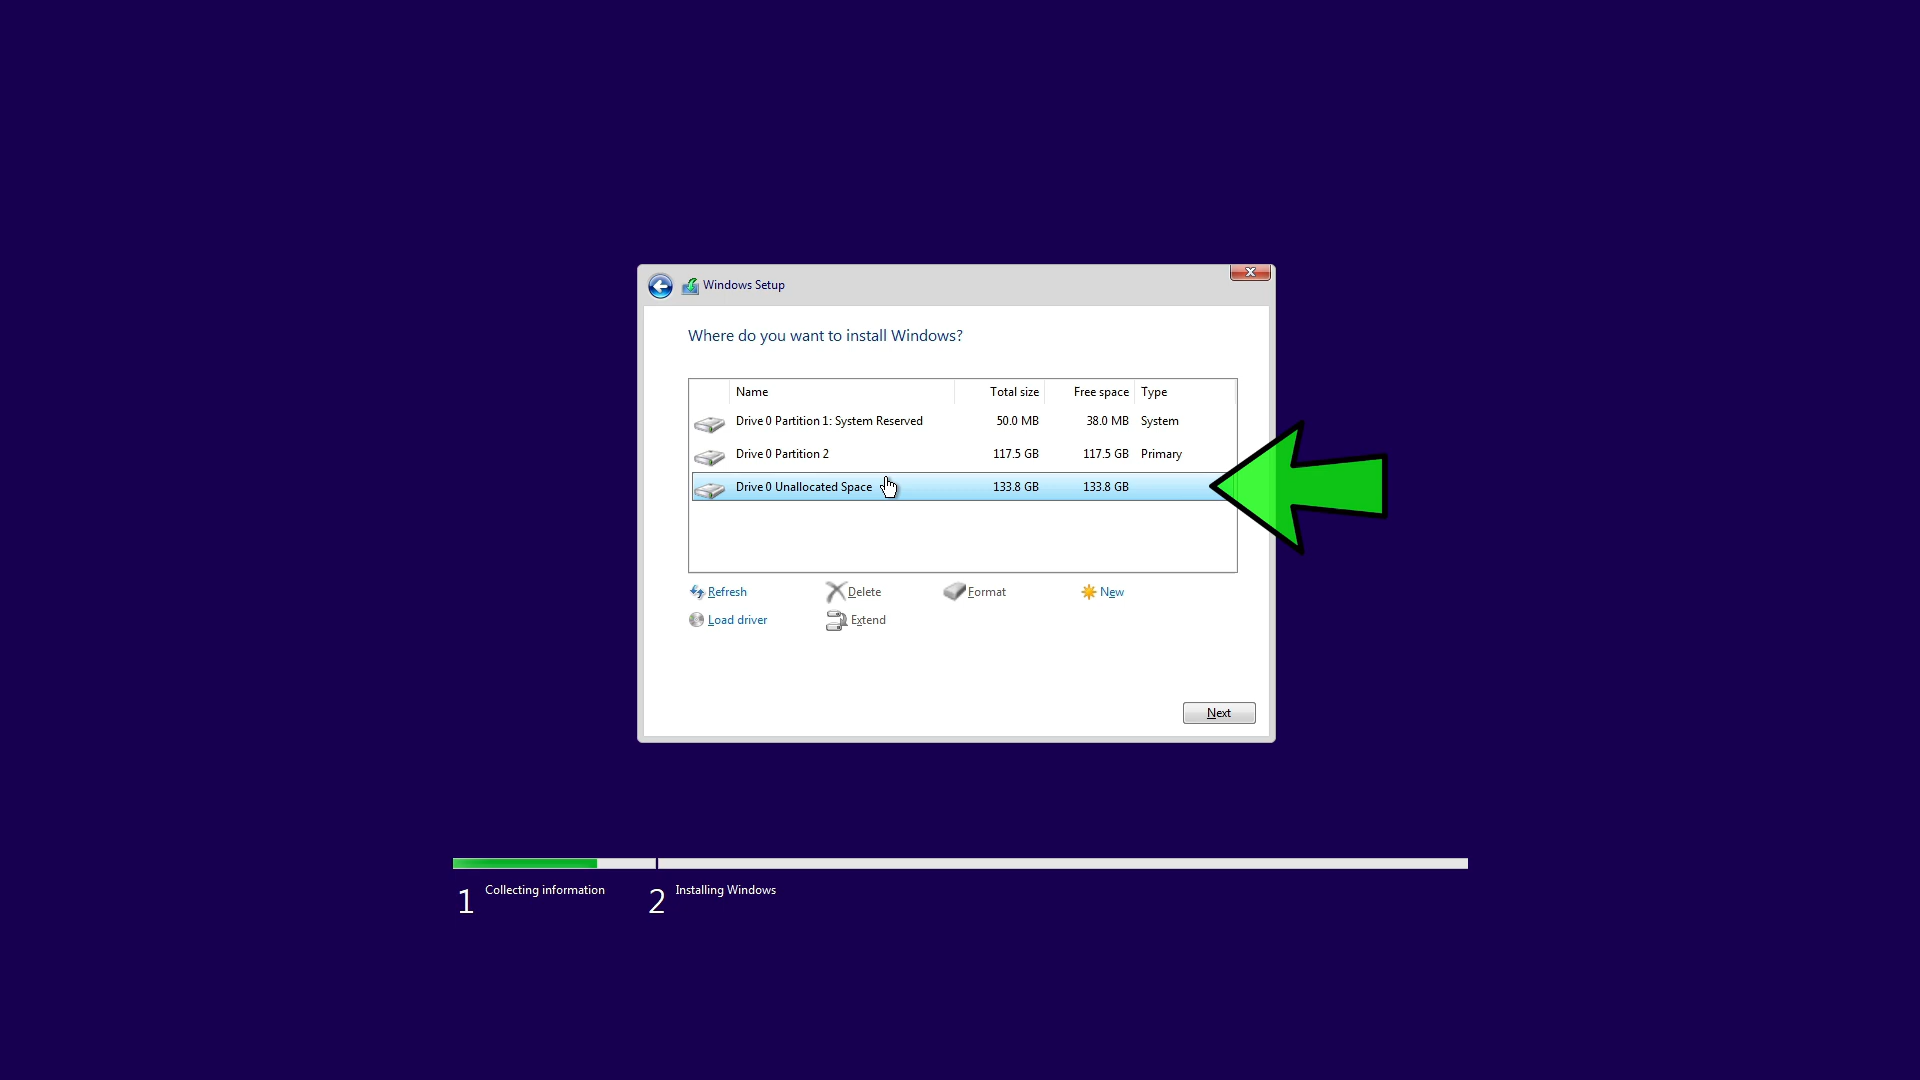 Windows Setup
Where do you want to install Windows?
Name Total size Free space Type
Drive 0 Partition 1: System Reserved 50.0 MB 38.0 MB System
Drive 0 Partition 2 117.5 GB 117.5 GB Primary
Drive 0 Unallocated Space 133.8 GB 133.8 GB
Refresh Delete Format New
Load driver Extend
Next
1 Collecting information 2 Installing Windows